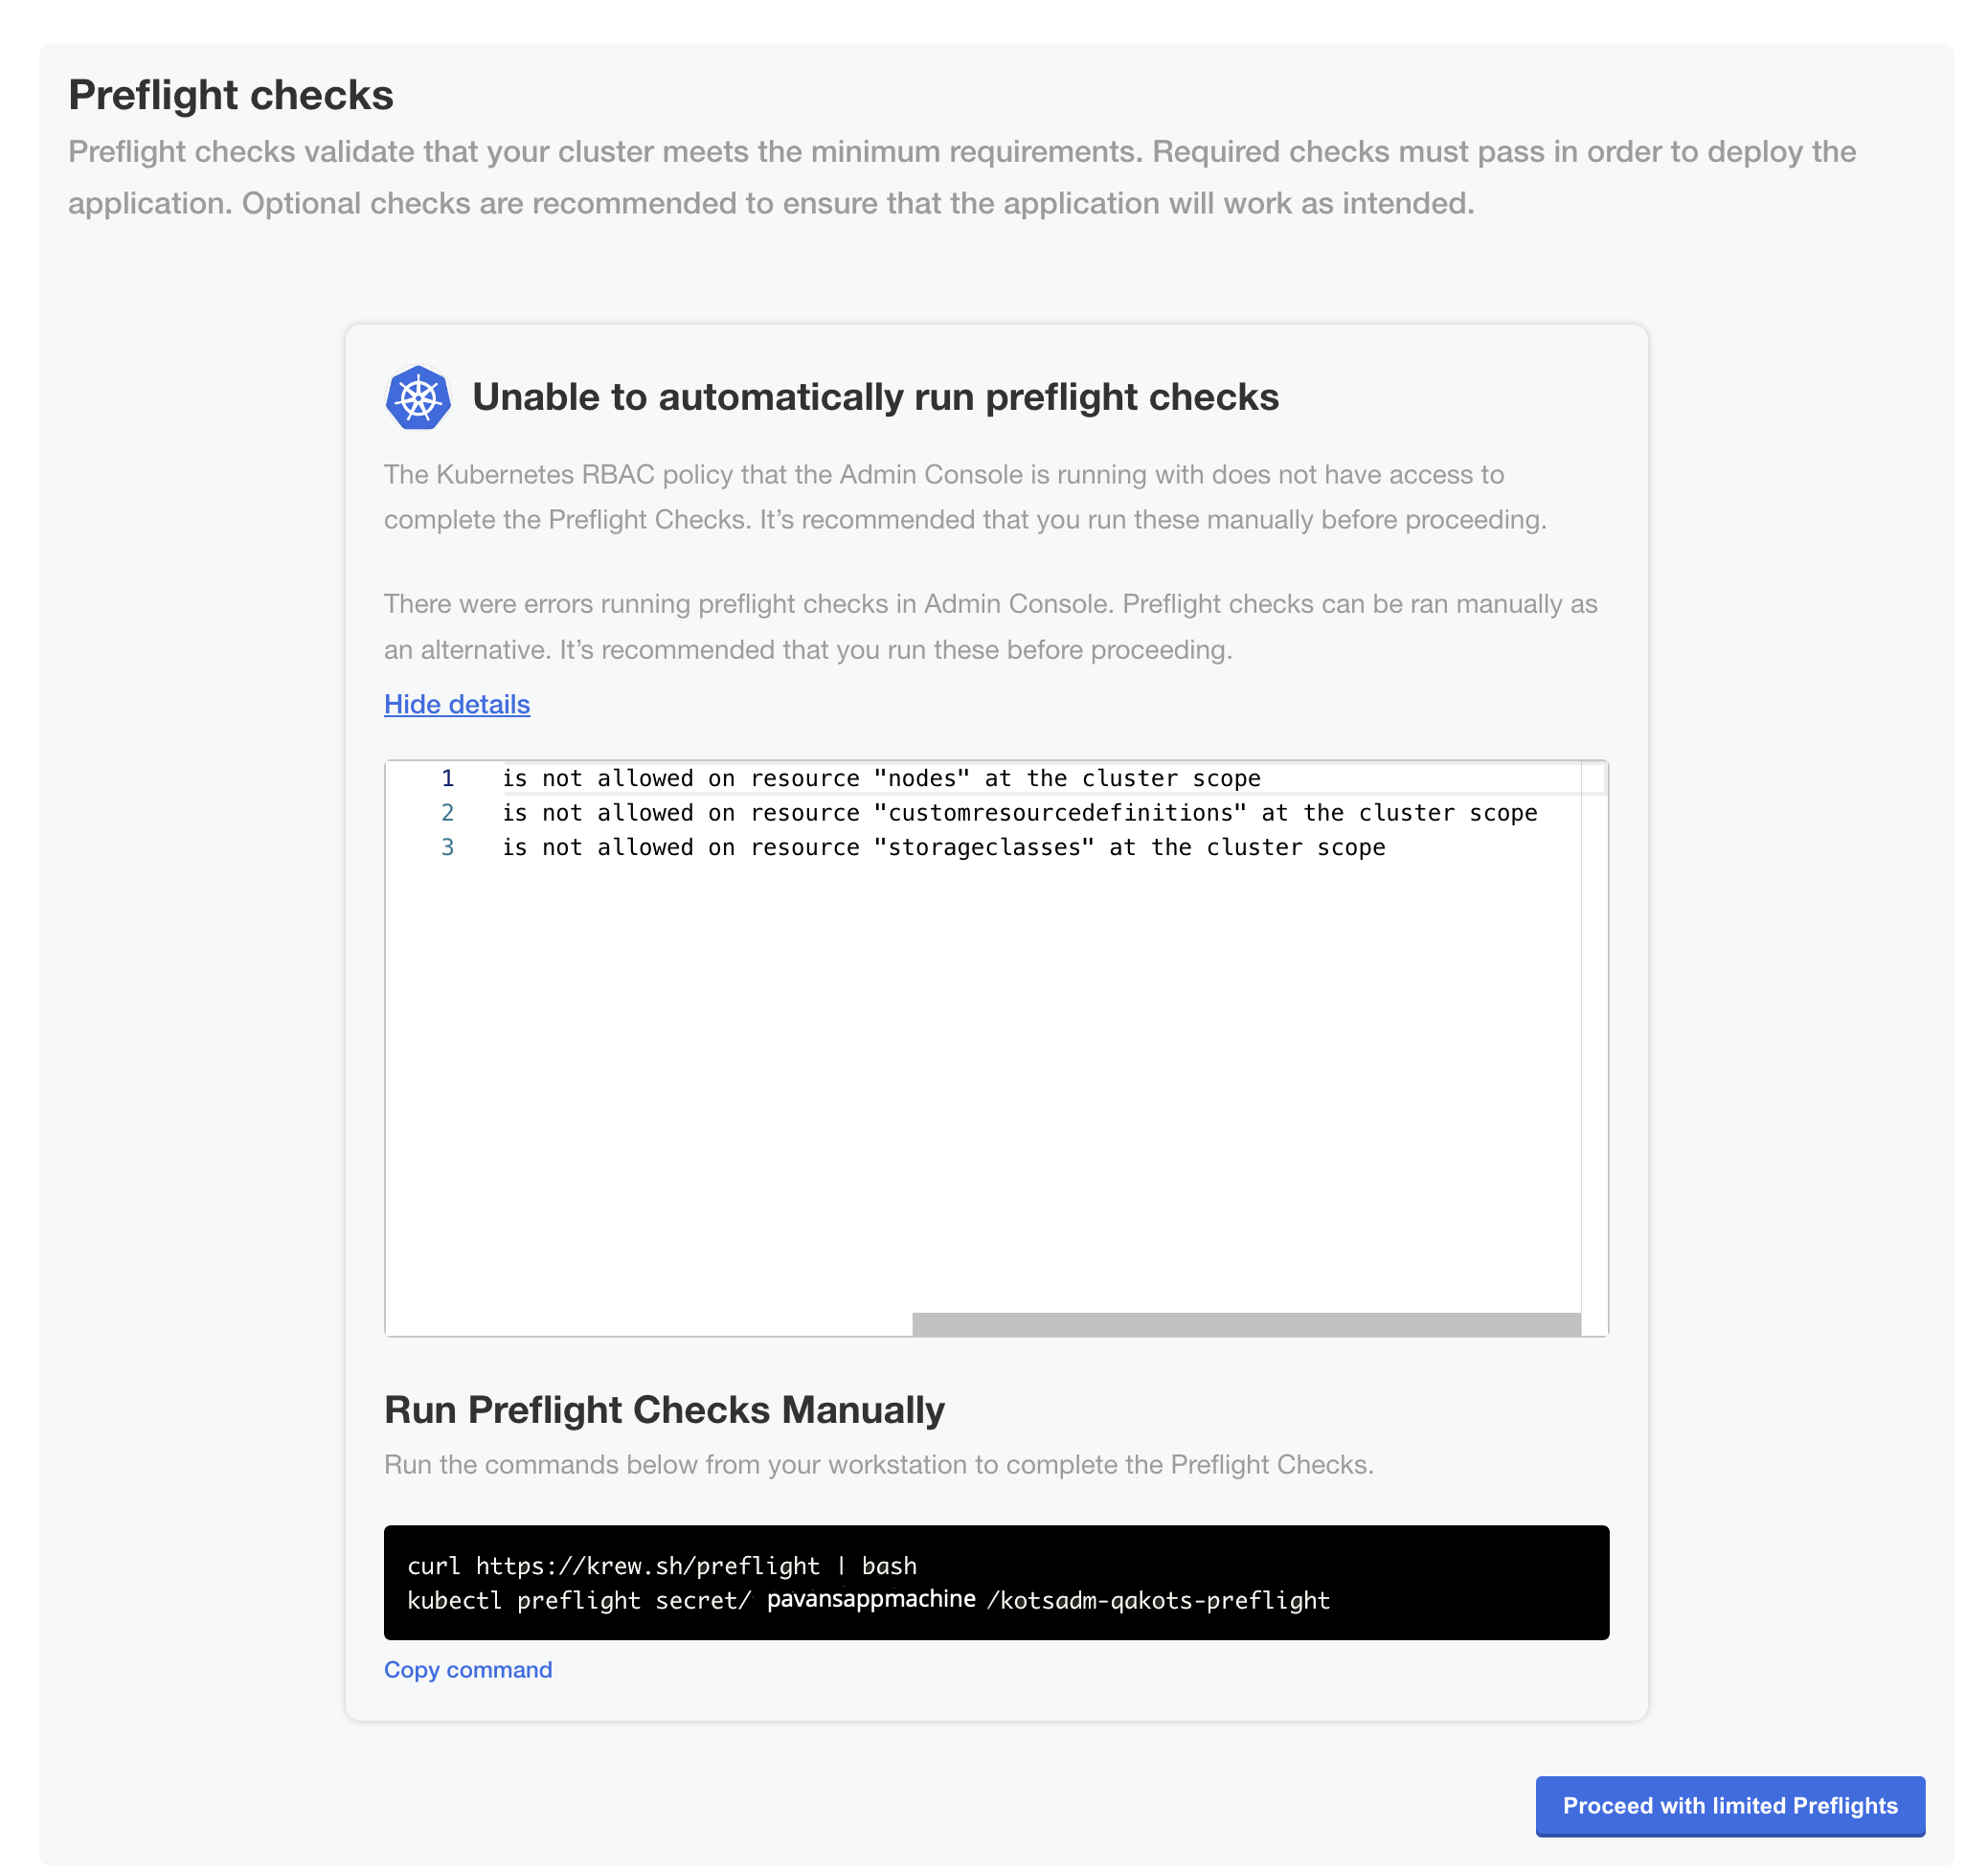 Preflight checks
Preflight checks validate that your cluster meets the minimum requirements. Required checks must pass in order to deploy the
application. Optional checks are recommended to ensure that the application will work as intended.
Unable to automatically run preflight checks
The Kubernetes RBAC policy that the Admin Console is running with does not have access to
complete the Preflight Checks. It’s recommended that you run these manually before proceeding.
There were errors running preflight checks in Admin Console. Preflight checks can be ran manually as
an alternative. It’s recommended that you run these before proceeding.
Hide details
1 is not allowed on resource "nodes" at the cluster scope
2 is not allowed on resource "customresourcedefinitions" at the cluster scope
3 is not allowed on resource "storageclasses" at the cluster scope
Run Preflight Checks Manually
Run the commands below from your workstation to complete the Preflight Checks.
curl https://krew.sh/preflight | bash
kubectl preflight secret/ pavansappmachine /kotsadm-qakots-preflight
Copy command
Proceed with limited Preflights